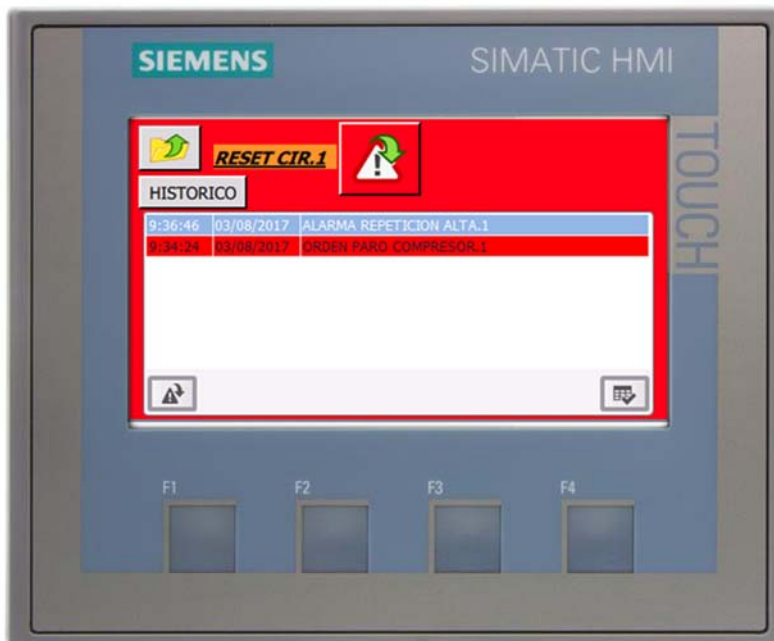 SIEMENS
SIMATIC HMI
TOUCH
RESET CIR.1
HISTORICO
9:36:46 03/08/2017 ALARMA REPETICION ALTA.1
9:34:24 03/08/2017 ORDEN PARO COMPRESOR.1
F1 F2 F3 F4